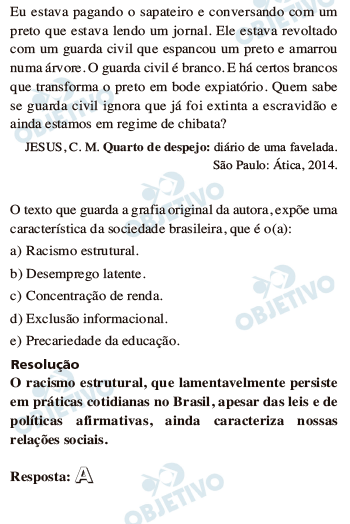 Eu estava pagando o sapateiro e conversando com um
preto que estava lendo um jornal. Ele estava revoltado
com um guarda civil que espancou um preto e amarrou
numa árvore. O guarda civil é branco. E há certos brancos
que transforma o preto em bode expiatório. Quem sabe
se guarda civil ignora que já foi extinta a escravidão e
ainda estamos em regime de chibata?
JESUS, C. M. Quarto de despejo: diário de uma favelada.
São Paulo: Ática, 2014.
O texto que guarda a grafia original da autora, expõe uma
característica da sociedade brasileira, que é o(a):
a) Racismo estrutural.
b) Desemprego latente.
c) Concentração de renda.
d) Exclusão informacional.
e) Precariedade da educação.
Resolução
O racismo estrutural, que lamentavelmente persiste
em práticas cotidianas no Brasil, apesar das leis e de
políticas afirmativas, ainda caracteriza nossas
relações sociais.
Resposta: A
OBJETIVO
OBJETIVO
OBJETIVO
OBJETIVO
OBJETIVO
OBJETIVO
OBJETIVO